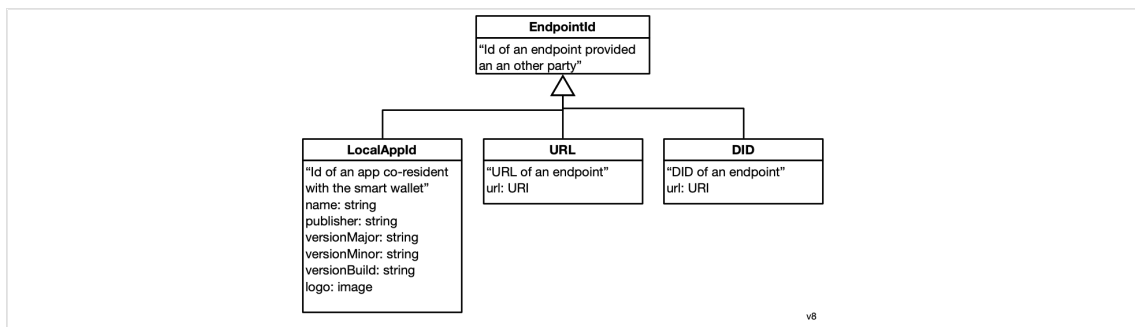 EndpointId
“Id of an endpoint provided
an an other party”
LocalAppId
“Id of an app co-resident
with the smart wallet”
name: string
publisher: string
versionMajor: string
versionMinor: string
versionBuild: string
logo: image
URL
“URL of an endpoint”
url: URI
DID
“DID of an endpoint”
url: URI
v8